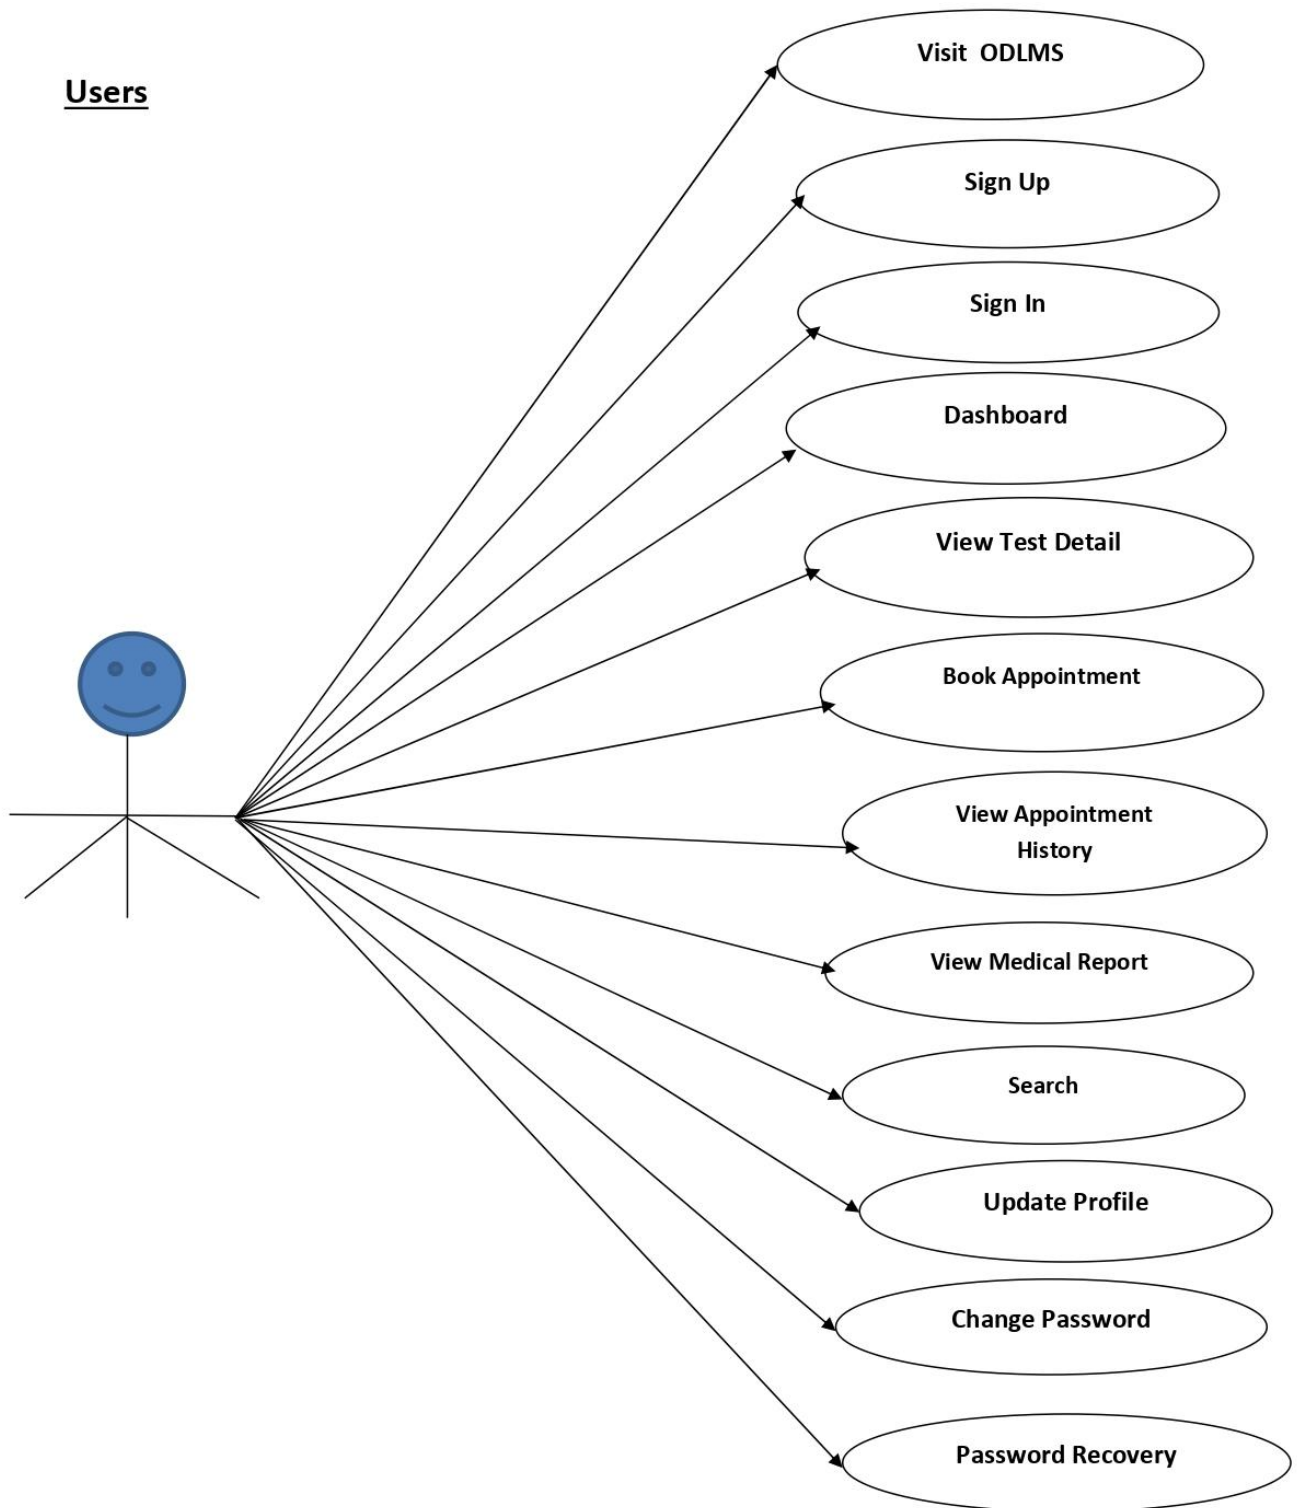 Users
Visit ODLMS
Sign Up
Sign In
Dashboard
View Test Detail
Book Appointment
View Appointment
History
View Medical Report
Search
Update Profile
Change Password
Password Recovery